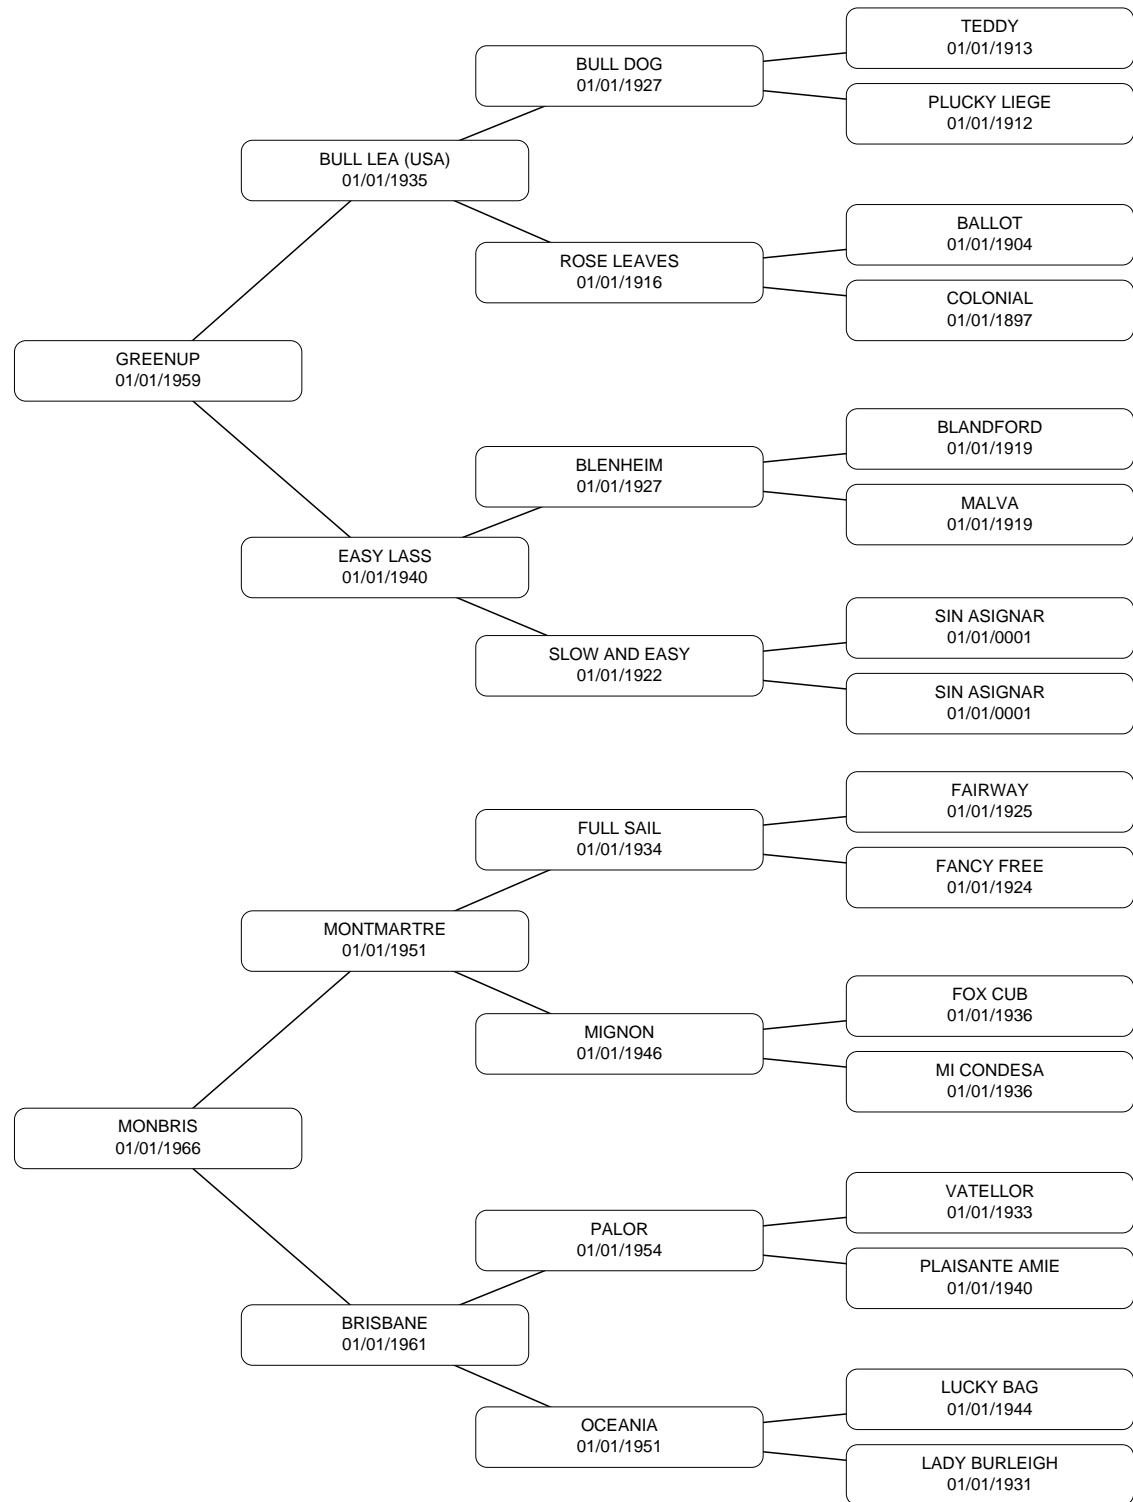 TEDDY
01/01/1913
BULL DOG
01/01/1927
PLUCKY LIEGE
01/01/1912
BULL LEA (USA)
01/01/1935
BALLOT
01/01/1904
ROSE LEAVES
01/01/1916
COLONIAL
01/01/1897
GREENUP
01/01/1959
BLANDFORD
01/01/1919
BLENHEIM
01/01/1927
MALVA
01/01/1919
EASY LASS
01/01/1940
SIN ASIGNAR
01/01/0001
SLOW AND EASY
01/01/1922
SIN ASIGNAR
01/01/0001
FAIRWAY
01/01/1925
FULL SAIL
01/01/1934
FANCY FREE
01/01/1924
MONTMARTRE
01/01/1951
FOX CUB
01/01/1936
MIGNON
01/01/1946
MI CONDESA
01/01/1936
MONBRIS
01/01/1966
VATELLOR
01/01/1933
PALOR
01/01/1954
PLAISANTE AMIE
01/01/1940
BRISBANE
01/01/1961
LUCKY BAG
01/01/1944
OCEANIA
01/01/1951
LADY BURLEIGH
01/01/1931